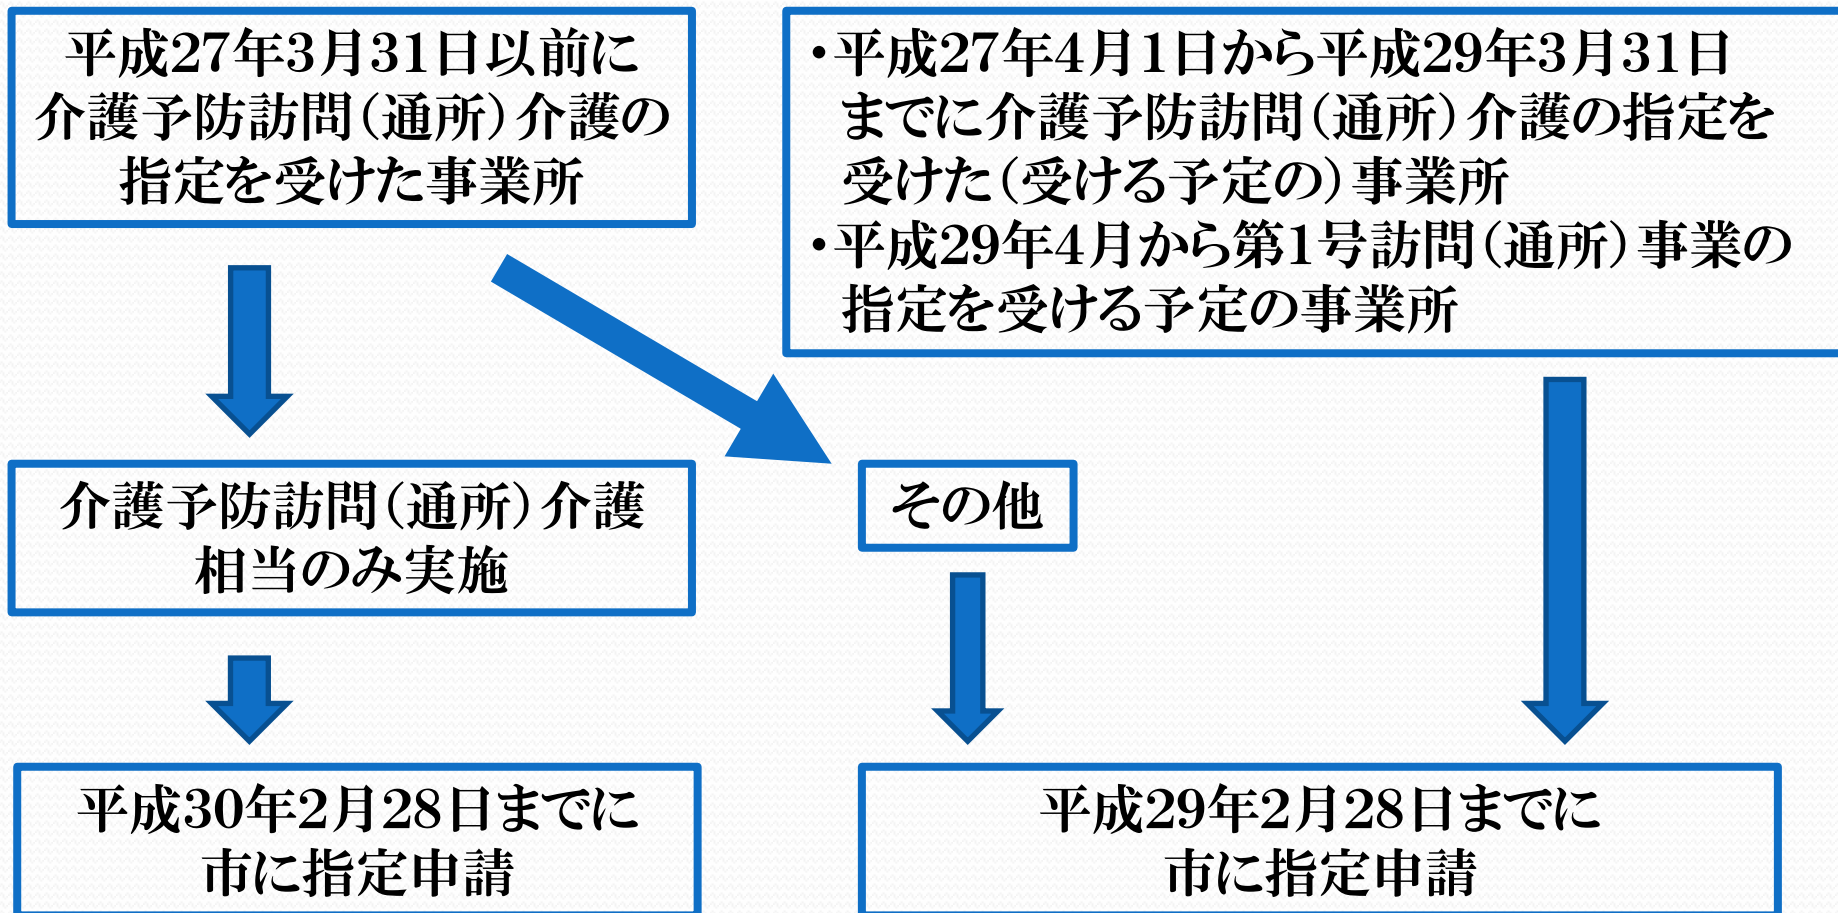 平成27年3月31日以前に
介護予防訪問(通所)介護の
指定を受けた事業所
・平成27年4月1日から平成29年3月31日
までに介護予防訪問(通所)介護の指定を
受けた(受ける予定の)事業所
・平成29年4月から第1号訪問(通所)事業の
指定を受ける予定の事業所
介護予防訪問(通所)介護
相当のみ実施
その他
平成30年2月28日までに
市に指定申請
平成29年2月28日までに
市に指定申請